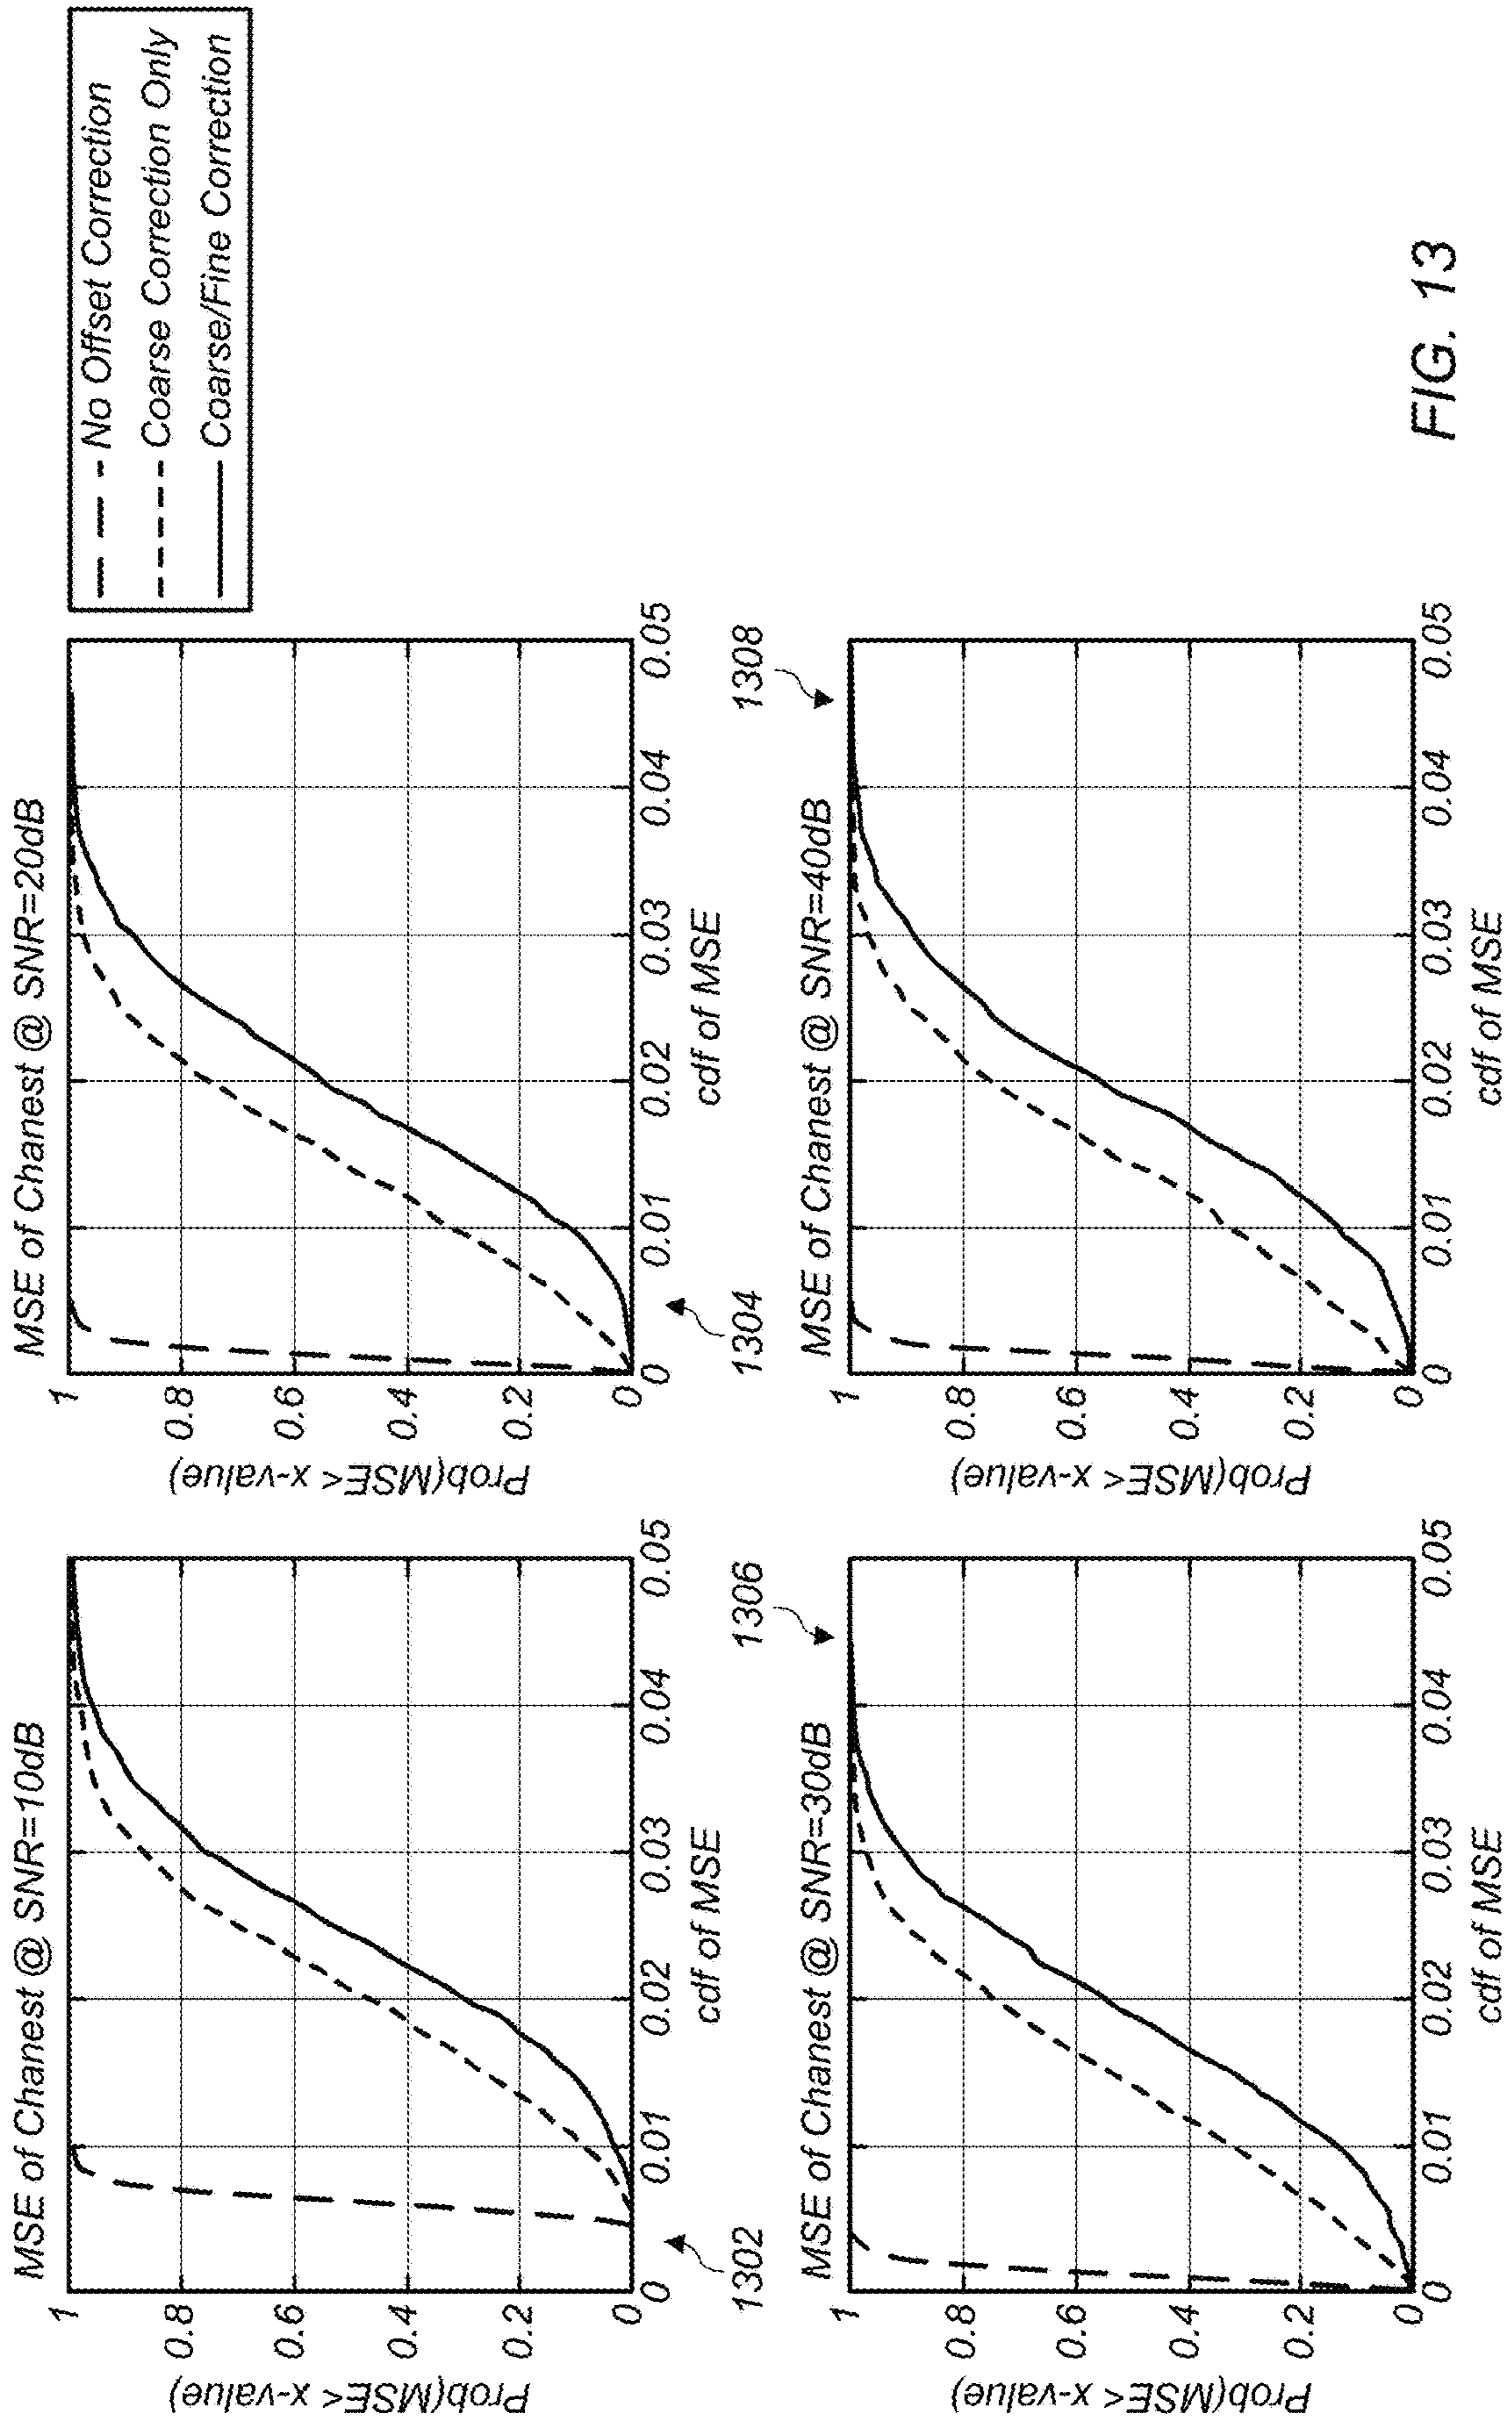 MSE of Chanest @ SNR=10dB
Prob(MSE< x-value)
1
0.8
0.6
0.4
0.2
0
0 0.01 0.02 0.03 0.04 0.05
cdf of MSE
1302
MSE of Chanest @ SNR=20dB
Prob(MSE< x-value)
1
0.8
0.6
0.4
0.2
0
0 0.01 0.02 0.03 0.04 0.05
cdf of MSE
1304
No Offset Correction
Coarse Correction Only
Coarse/Fine Correction
MSE of Chanest @ SNR=30dB
1306
Prob(MSE< x-value)
1
0.8
0.6
0.4
0.2
0
0 0.01 0.02 0.03 0.04 0.05
cdf of MSE
MSE of Chanest @ SNR=40dB
1308
Prob(MSE< x-value)
1
0.8
0.6
0.4
0.2
0
0 0.01 0.02 0.03 0.04 0.05
cdf of MSE
FIG. 13